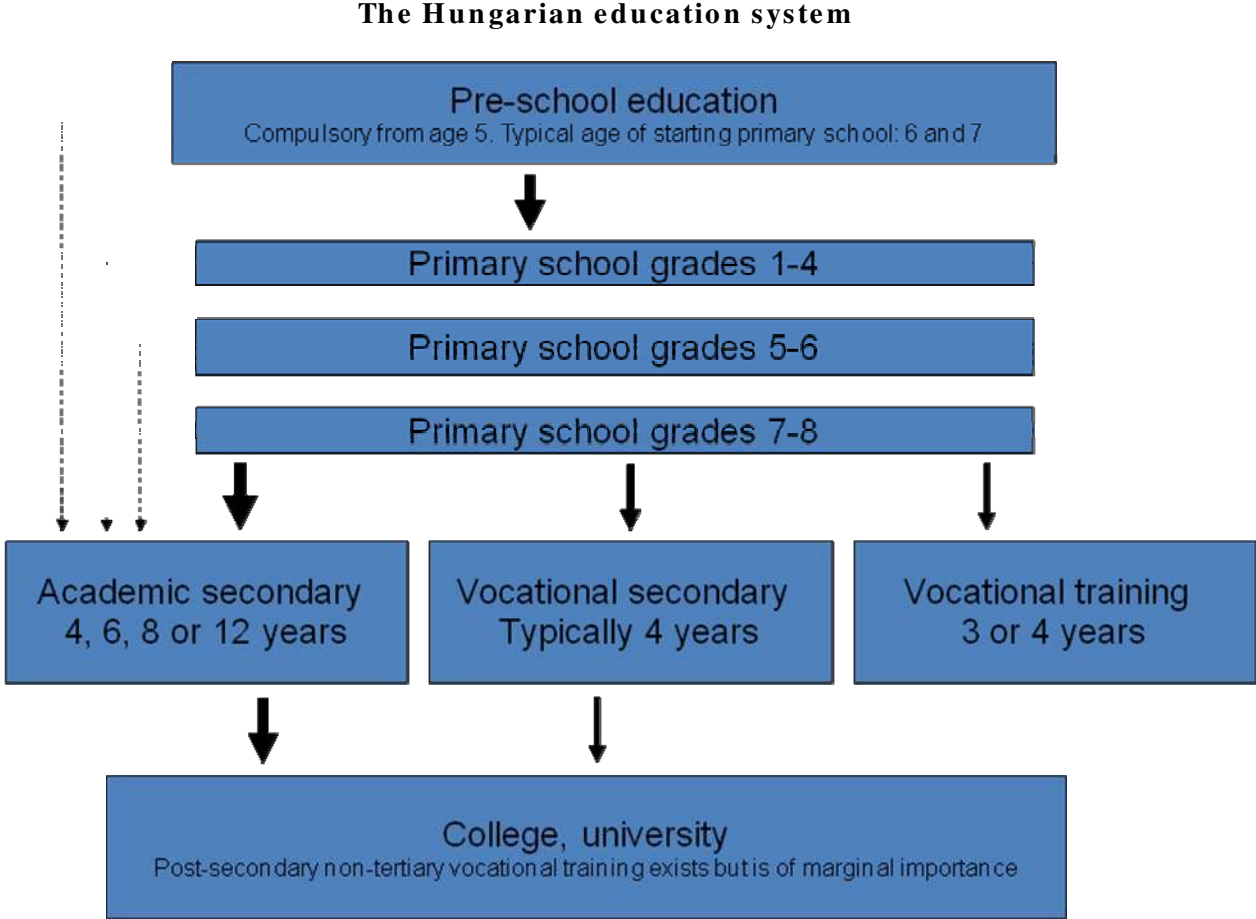 The Hungarian education system
Pre-school education
Compulsory from age 5. Typical age of starting primary school: 6 and 7
Primary school grades 1-4
Primary school grades 5-6
Primary school grades 7-8
Academic secondary
4, 6, 8 or 12 years
Vocational secondary
Typically 4 years
Vocational training
3 or 4 years
College, university
Post-secondary non-tertiary vocational training exists but is of marginal importance